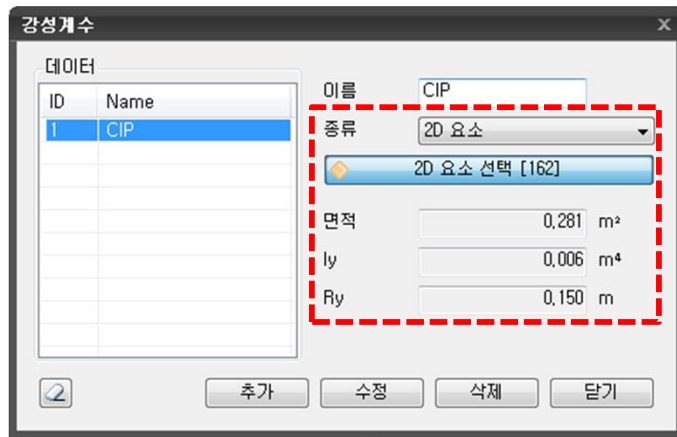 강성계수
데이터
ID Name
1 CIP
이름 CIP
종류 2D 요소
2D 요소 선택 [162]
면적 0,281 m²
Iy 0,006 m⁴
Ry 0,150 m
추가 수정 삭제 닫기